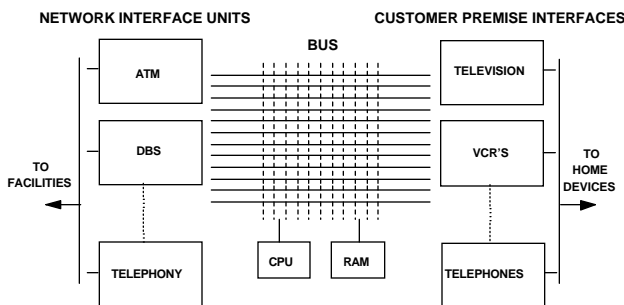 NETWORK INTERFACE UNITS
CUSTOMER PREMISE INTERFACES
BUS
ATM
TELEVISION
DBS
VCR'S
TO
FACILITIES
TO
HOME
DEVICES
TELEPHONY
CPU
RAM
TELEPHONES